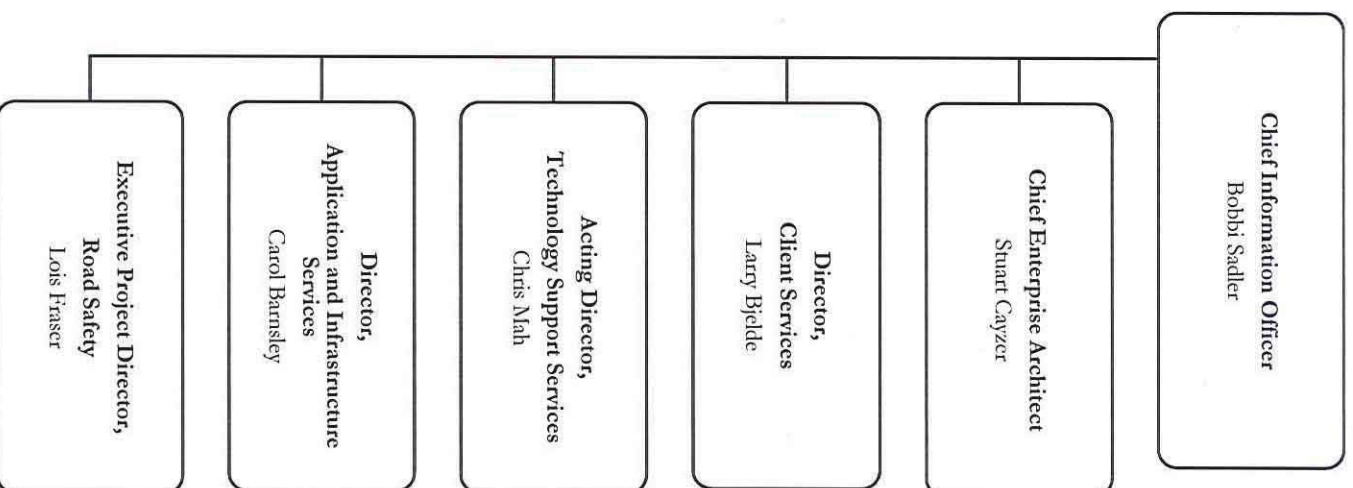 Chief Information Officer
Bobbi Sadler
Chief Enterprise Architect
Stuart Cayzer
Director,
Client Services
Larry Bjelde
Acting Director,
Technology Support Services
Chris Mah
Director,
Application and Infrastructure
Services
Carol Barnsley
Executive Project Director,
Road Safety
Lois Fraser